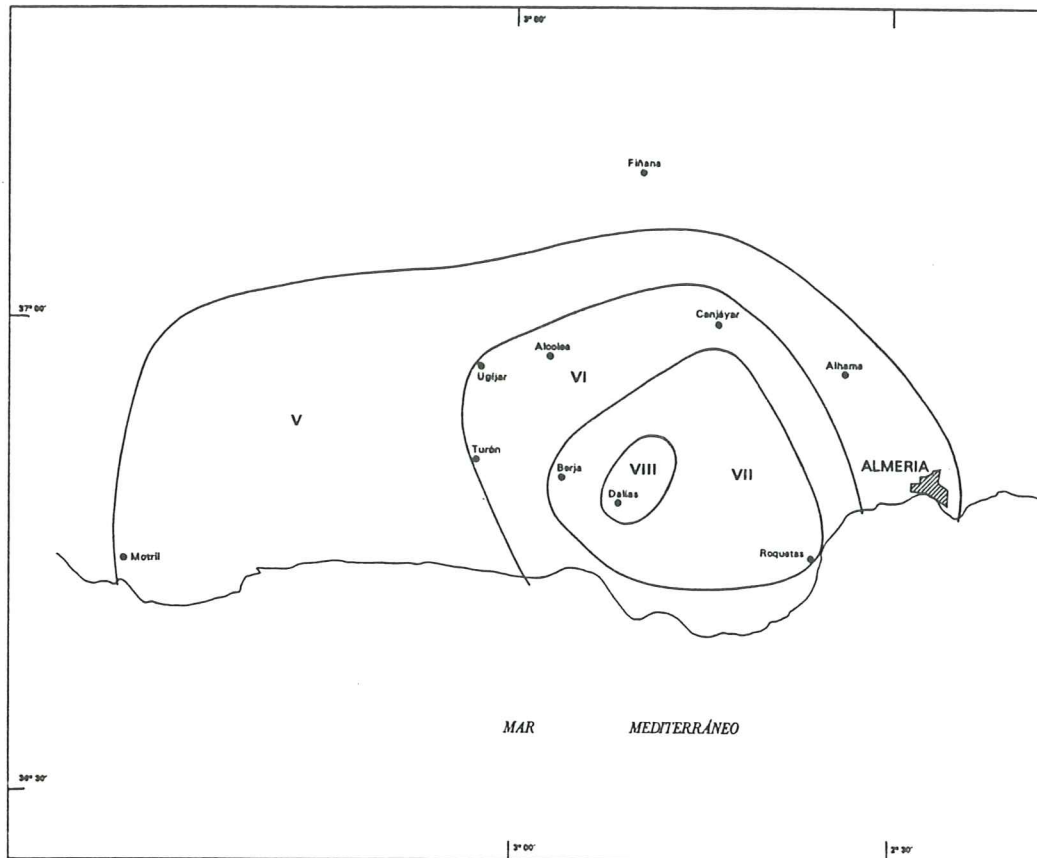 3° 00'
Fiñana
37° 00'
Canjáyar
Alcolea
Ugíjar
Alhama
VI
V
Turón
ALMERIA
Berja
VIII
VII
Dalías
Motril
Roquetas
MAR MEDITERRÁNEO
36° 30'
3° 00'
2° 30'